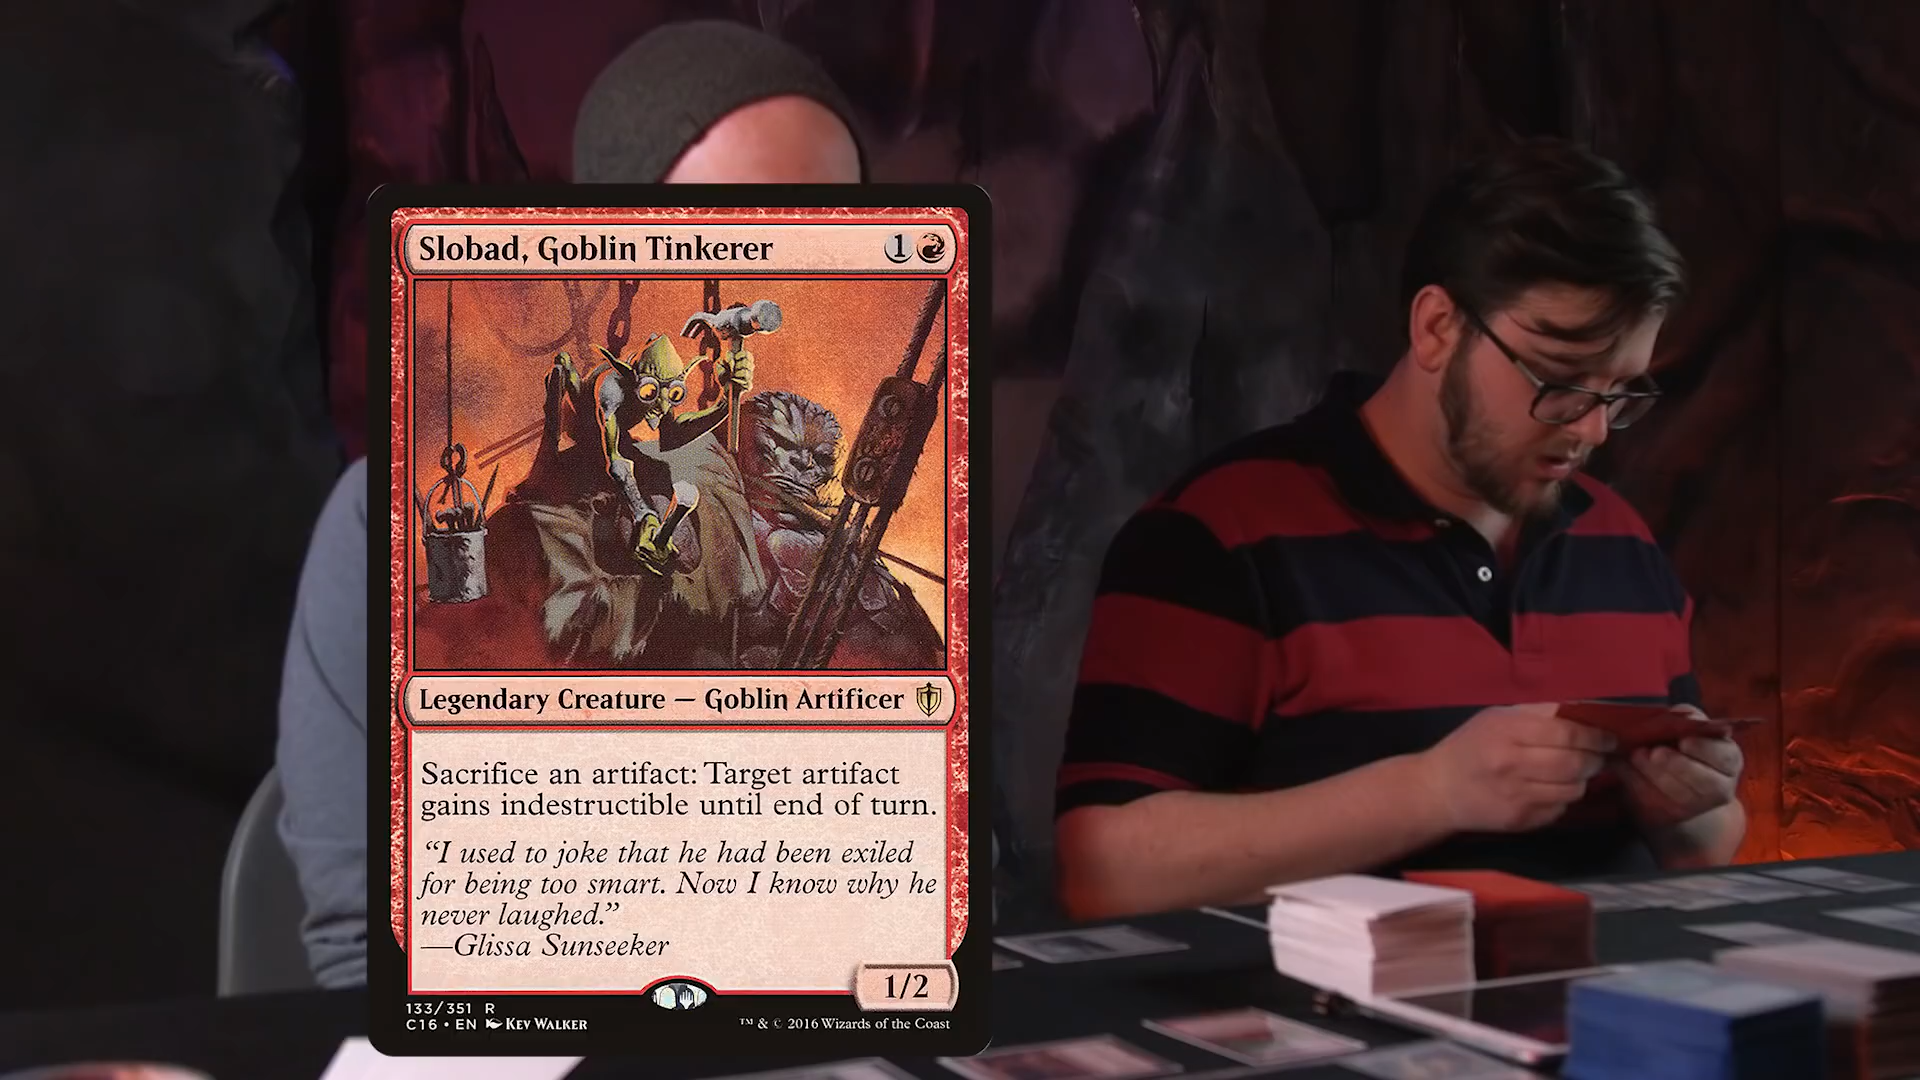 Slobad, Goblin Tinkerer 1
Legendary Creature — Goblin Artificer
Sacrifice an artifact: Target artifact
gains indestructible until end of turn.
“I used to joke that he had been exiled
for being too smart. Now I know why he
never laughed.”
—Glissa Sunseeker
1/2
133/351 R
C16 • EN Kev Walker
™ & © 2016 Wizards of the Coast